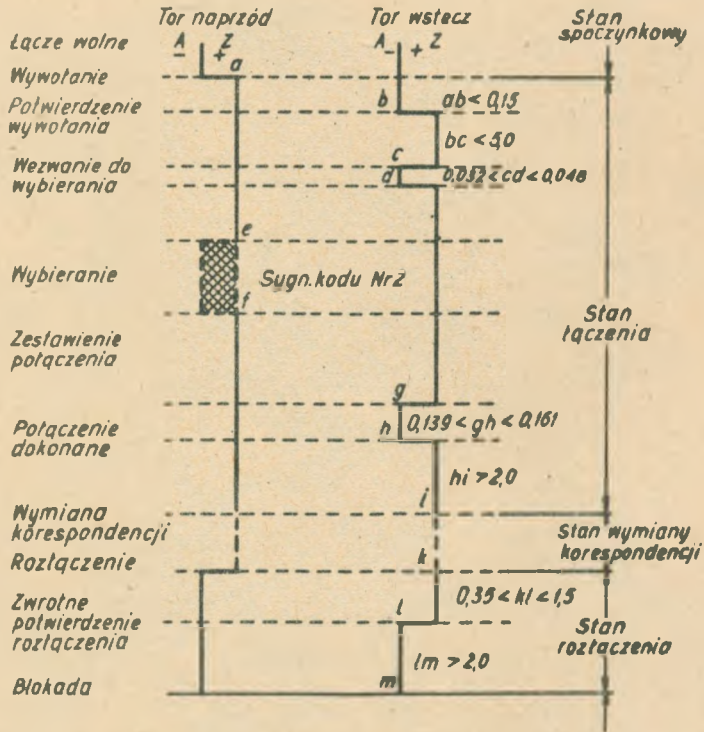 Tor naprzód
Tor wstecz
Stan spoczynkowy
Łącze wolne
A Z
- +
A Z
- +
a
Wywołanie
Potwierdzenie
wywołania
b
ab < 0,15
bc < 5,0
Wezwanie do
wybierania
c
d
0,032 < cd < 0,048
e
Wybieranie
Sygn. kodu Nr2
f
Stan
łączenia
Zestawienie
połączenia
g
Połączenie
dokonane
h
0,139 < gh < 0,161
hi > 2,0
i
Wymiana
korespondencji
Stan wymiany
korespondencji
Rozłączenie
k
0,35 < kl < 1,5
Zwrotne
potwierdzenie
rozłączenia
l
Stan
rozłączenia
lm > 2,0
Blokada
m